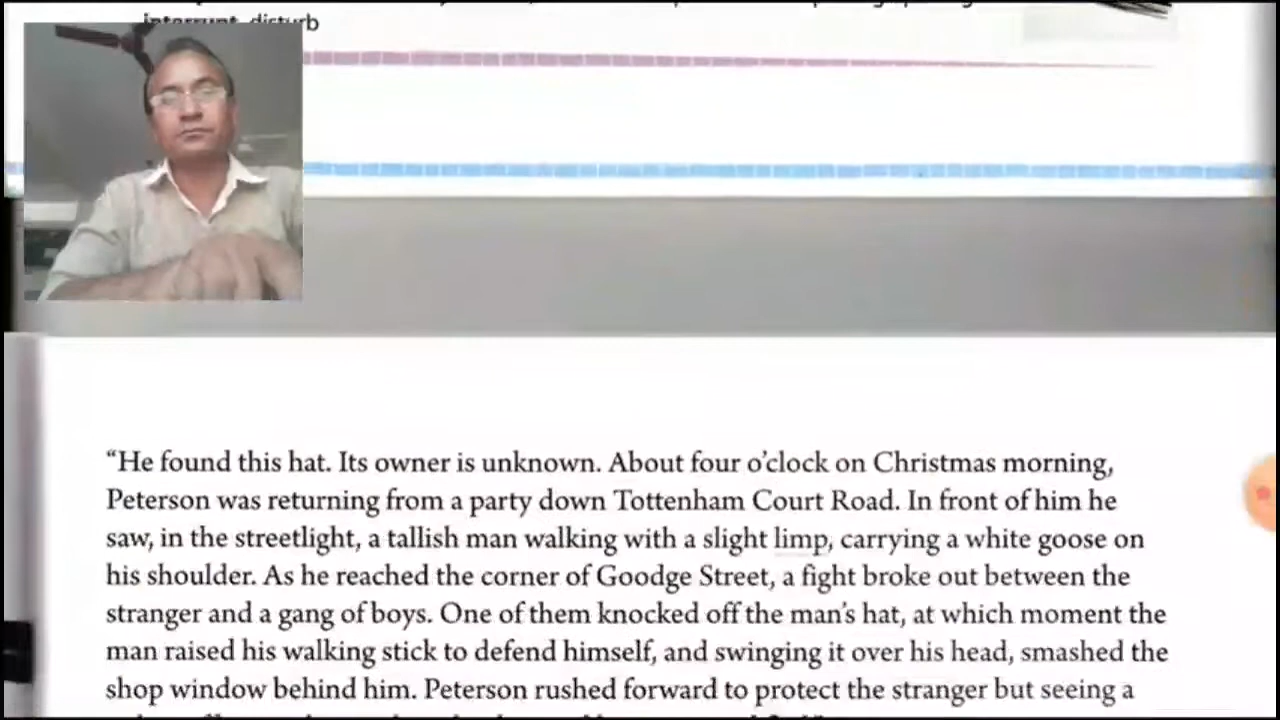 interrupt, disturb
“He found this hat. Its owner is unknown. About four o’clock on Christmas morning,
Peterson was returning from a party down Tottenham Court Road. In front of him he
saw, in the streetlight, a tallish man walking with a slight limp, carrying a white goose on
his shoulder. As he reached the corner of Goodge Street, a fight broke out between the
stranger and a gang of boys. One of them knocked off the man’s hat, at which moment the
man raised his walking stick to defend himself, and swinging it over his head, smashed the
shop window behind him. Peterson rushed forward to protect the stranger but seeing a